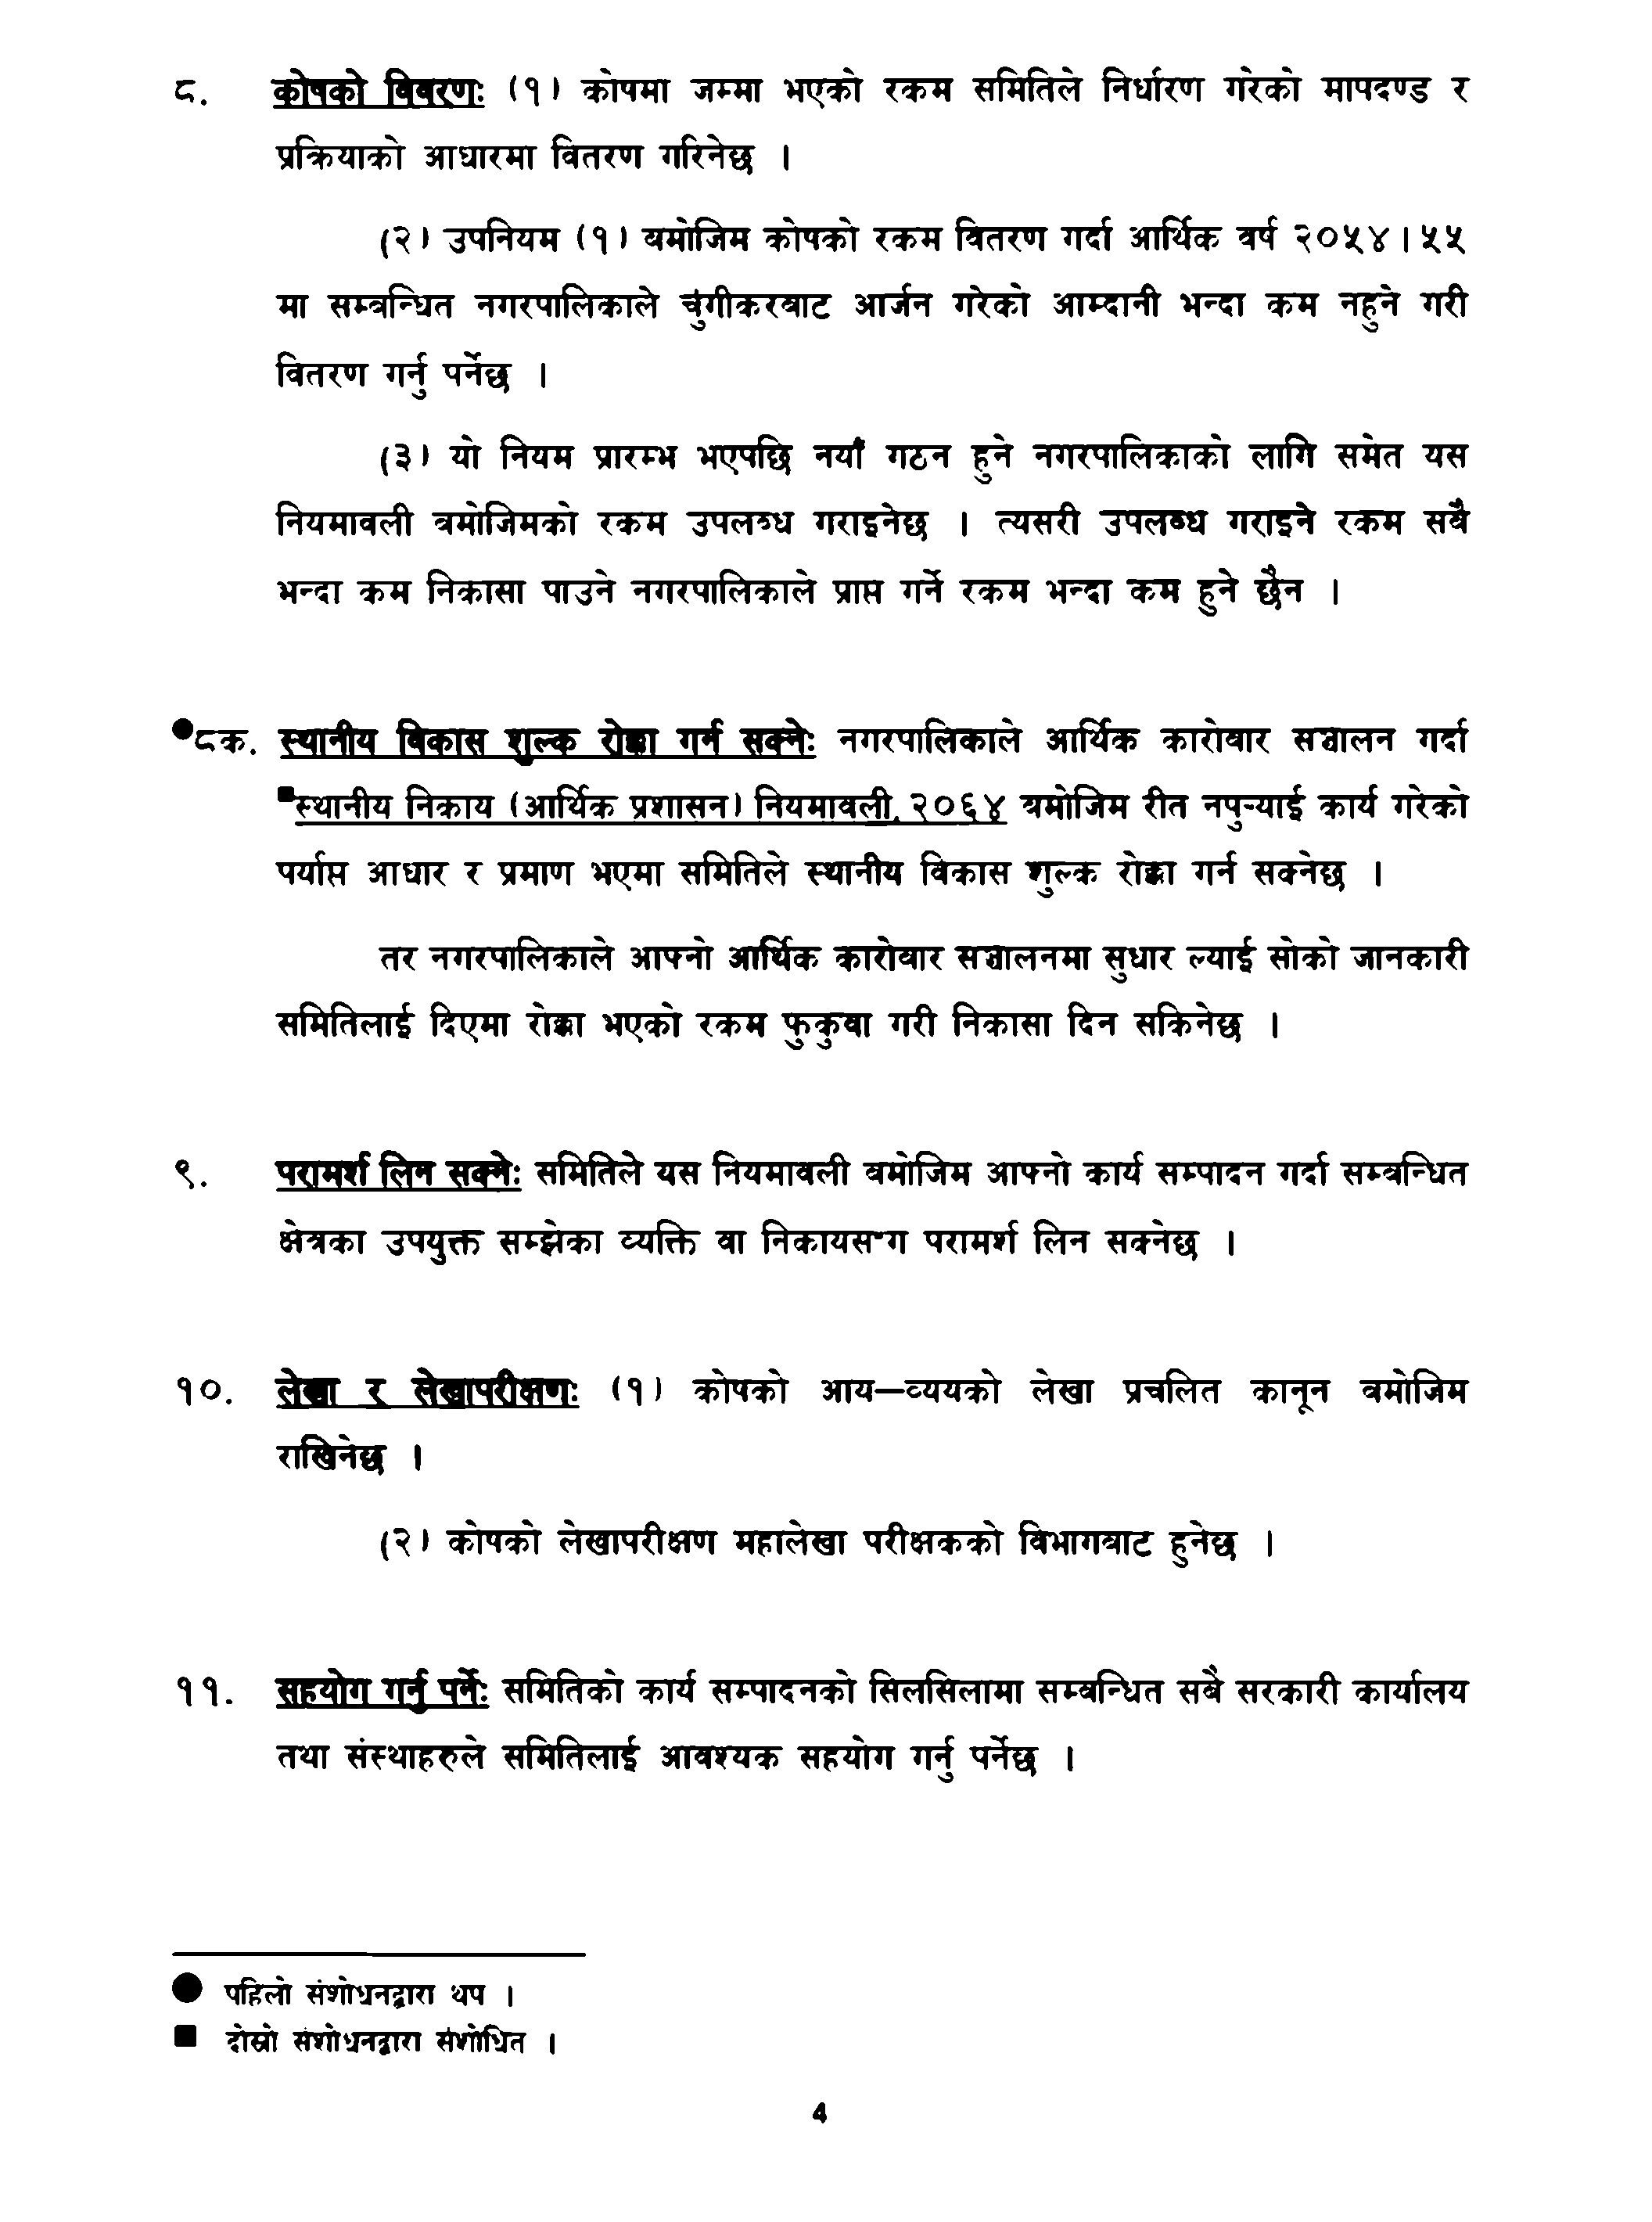 ८. कोषको विवरणः (१) कोषमा जम्मा भएको रकम समितिले निर्धारण गरेको मापदण्ड र
प्रक्रियाको आधारमा वितरण गरिनेछ ।
(२) उपनियम (१) बमोजिम कोषको रकम वितरण गर्दा आर्थिक वर्ष २०५४।५५
मा सम्बन्धित नगरपालिकाले चुंगीकरबाट आर्जन गरेको आम्दानी भन्दा कम नहुने गरी
वितरण गर्नु पर्नेछ ।
(३) यो नियम प्रारम्भ भएपछि नयाँ गठन हुने नगरपालिकाको लागि समेत यस
नियमावली बमोजिमको रकम उपलब्ध गराइनेछ । त्यसरी उपलब्ध गराइने रकम सबै
भन्दा कम निकासा पाउने नगरपालिकाले प्राप्त गर्ने रकम भन्दा कम हुने छैन ।
●८क. स्थानीय विकास शुल्क रोक्का गर्न सक्नेः नगरपालिकाले आर्थिक कारोबार सञ्चालन गर्दा
■स्थानीय निकाय (आर्थिक प्रशासन) नियमावली, २०६४ बमोजिम रीत नपुर्‍याई कार्य गरेको
पर्याप्त आधार र प्रमाण भएमा समितिले स्थानीय विकास शुल्क रोक्का गर्न सक्नेछ ।
तर नगरपालिकाले आफ्नो आर्थिक कारोबार सञ्चालनमा सुधार ल्याई सोको जानकारी
समितिलाई दिएमा रोक्का भएको रकम फुकुवा गरी निकासा दिन सकिनेछ ।
९. परामर्श लिन सक्नेः समितिले यस नियमावली बमोजिम आफ्नो कार्य सम्पादन गर्दा सम्बन्धित
क्षेत्रका उपयुक्त सम्झेका व्यक्ति वा निकायसँग परामर्श लिन सक्नेछ ।
१०. लेखा र लेखापरीक्षणः (१) कोषको आय–व्ययको लेखा प्रचलित कानून बमोजिम
राखिनेछ ।
(२) कोषको लेखापरीक्षण महालेखा परीक्षकको विभागबाट हुनेछ ।
११. सहयोग गर्नु पर्नेः समितिको कार्य सम्पादनको सिलसिलामा सम्बन्धित सबै सरकारी कार्यालय
तथा संस्थाहरुले समितिलाई आवश्यक सहयोग गर्नु पर्नेछ ।
● पहिलो संशोधनद्वारा थप ।
■ दोस्रो संशोधनद्वारा संशोधित ।
4